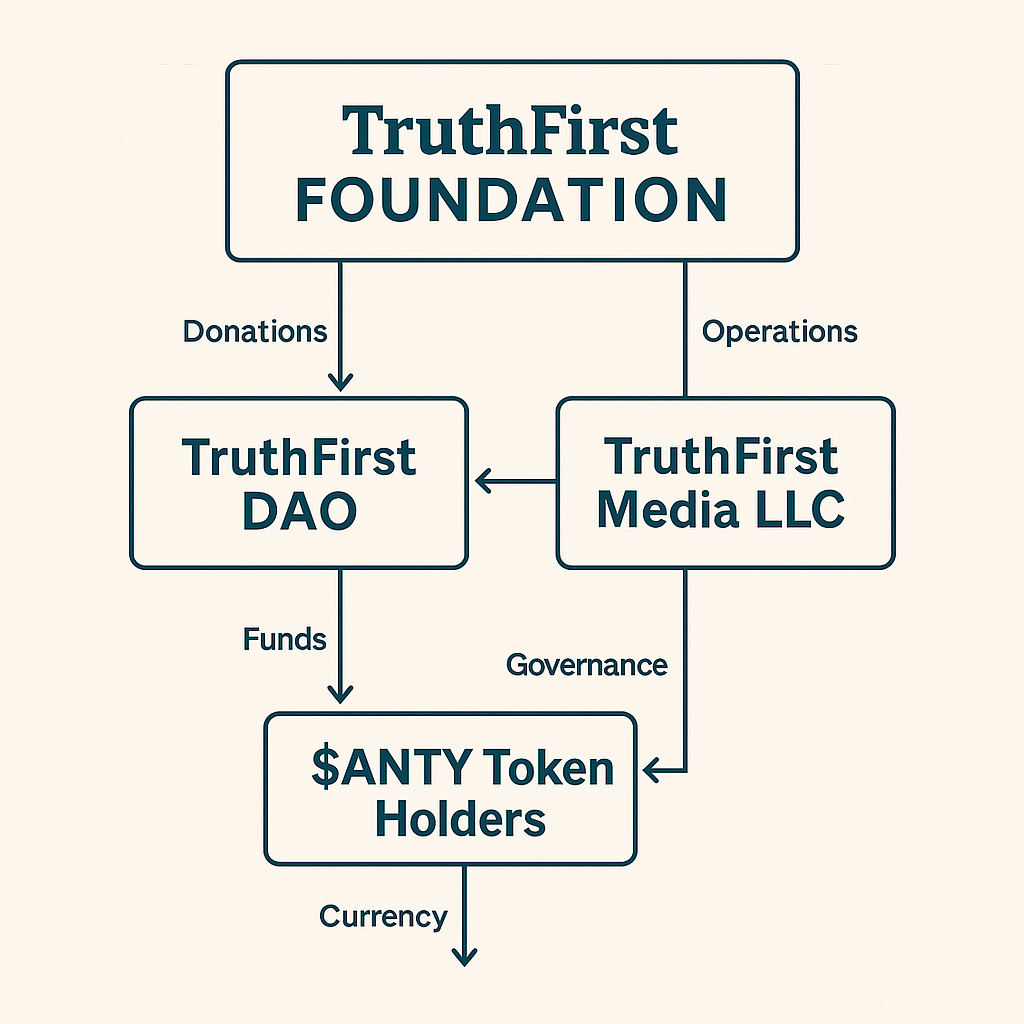 TruthFirst
FOUNDATION
Donations
Operations
TruthFirst
DAO
TruthFirst
Media LLC
Funds
Governance
$ANTY Token
Holders
Currency